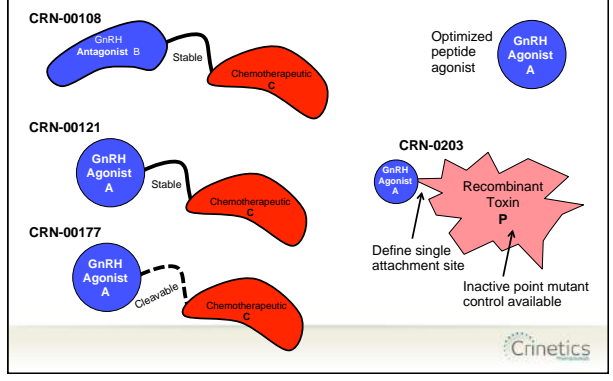 CRN-00108
GnRH
Antagonist B
Stable
Chemotherapeutic
C
Optimized
peptide
agonist
GnRH
Agonist
A
CRN-00121
GnRH
Agonist
A
Stable
Chemotherapeutic
C
CRN-0203
GnRH
Agonist
A
Recombinant
Toxin
P
Define single
attachment site
Inactive point mutant
control available
CRN-00177
GnRH
Agonist
A
Cleavable
Chemotherapeutic
C
Crinetics